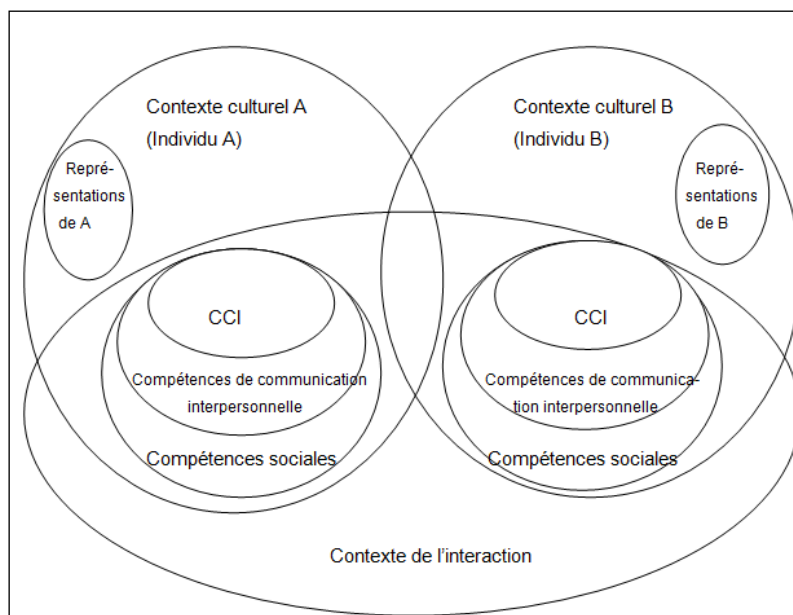 Contexte culturel A
(Individu A)
Repré-
sentations
de A
CCI
Compétences de communication
interpersonnelle
Compétences sociales
Contexte culturel B
(Individu B)
Repré-
sentations
de B
CCI
Compétences de communica-
tion interpersonnelle
Compétences sociales
Contexte de l'interaction